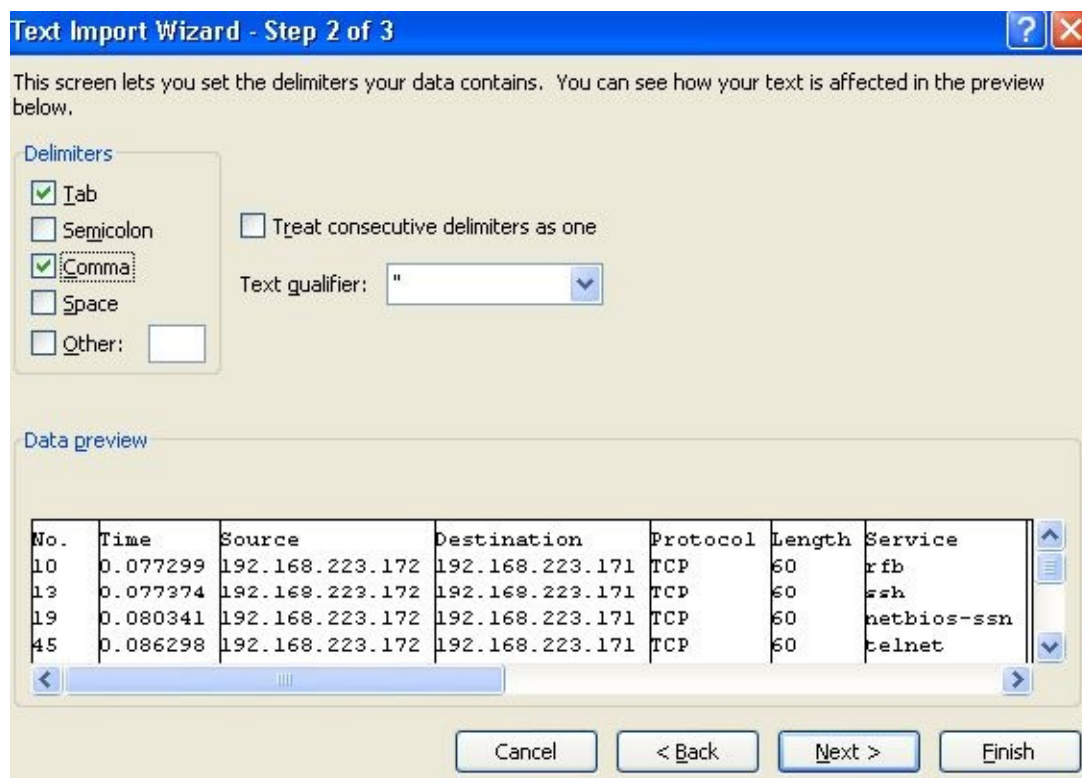 Text Import Wizard - Step 2 of 3
This screen lets you set the delimiters your data contains. You can see how your text is affected in the preview
below.
Delimiters
Tab
Semicolon
Comma
Space
Other:
Treat consecutive delimiters as one
Text qualifier: "
Data preview
No. Time Source Destination Protocol Length Service
10 0.077299 192.168.223.172 192.168.223.171 TCP 60 rfb
13 0.077374 192.168.223.172 192.168.223.171 TCP 60 ssh
19 0.080341 192.168.223.172 192.168.223.171 TCP 60 netbios-ssn
45 0.086298 192.168.223.172 192.168.223.171 TCP 60 telnet
Cancel < Back Next > Finish